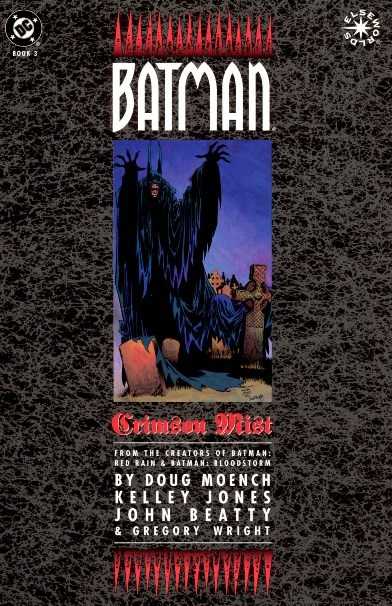 DC
BOOK 3
ELSEWORLDS
BATMAN
Crimson Mist
FROM THE CREATORS OF BATMAN:
RED RAIN & BATMAN: BLOODSTORM
BY DOUG MOENCH
KELLEY JONES
JOHN BEATTY
& GREGORY WRIGHT